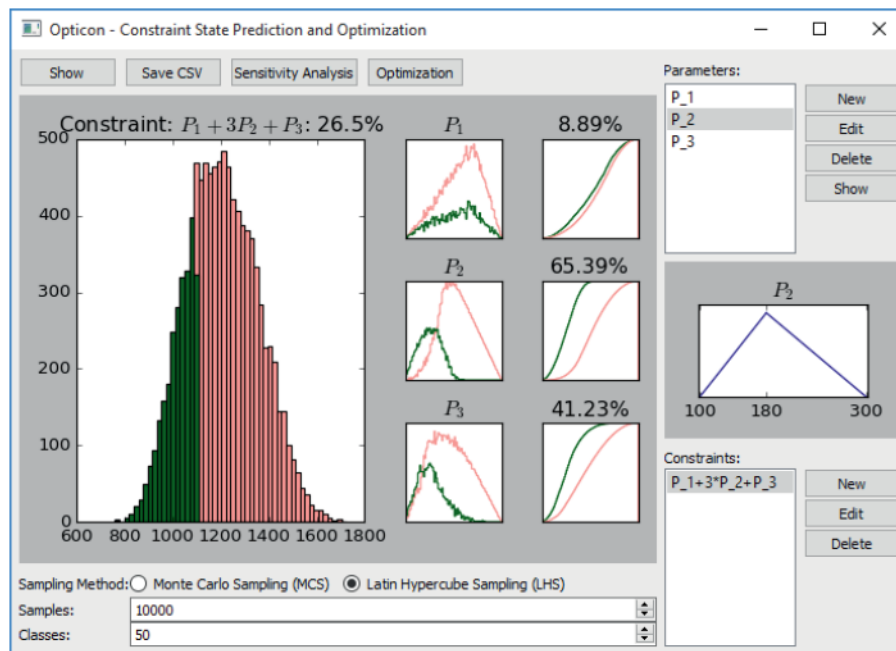 Opticon - Constraint State Prediction and Optimization
Show Save CSV Sensitivity Analysis Optimization
Constraint: P₁ + 3P₂ + P₃: 26.5%
500
400
300
200
100
0
600 800 1000 1200 1400 1600 1800
P₁ 8.89%
P₂ 65.39%
P₃ 41.23%
Parameters:
P_1
P_2
P_3
New
Edit
Delete
Show
P₂
100 180 300
Constraints:
P_1+3*P_2+P_3
New
Edit
Delete
Sampling Method: Monte Carlo Sampling (MCS) Latin Hypercube Sampling (LHS)
Samples: 10000
Classes: 50